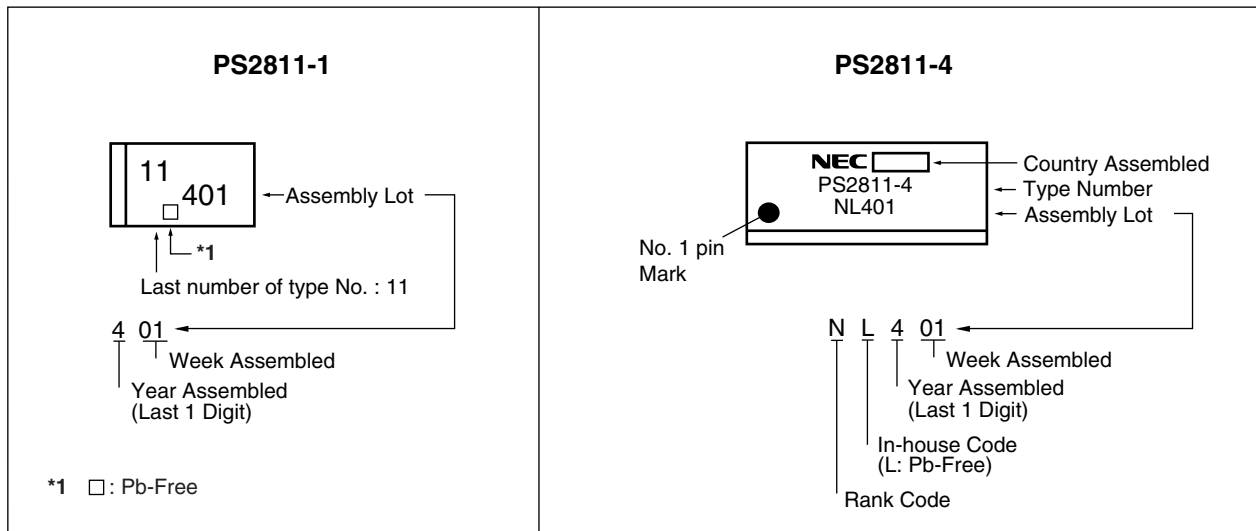 PS2811-1
11
401
Assembly Lot
*1
Last number of type No. : 11
4 01
Week Assembled
Year Assembled
(Last 1 Digit)
*1 □ : Pb-Free
PS2811-4
NEC
Country Assembled
PS2811-4
Type Number
NL401
Assembly Lot
No. 1 pin
Mark
N L 4 01
Week Assembled
Year Assembled
(Last 1 Digit)
In-house Code
(L: Pb-Free)
Rank Code